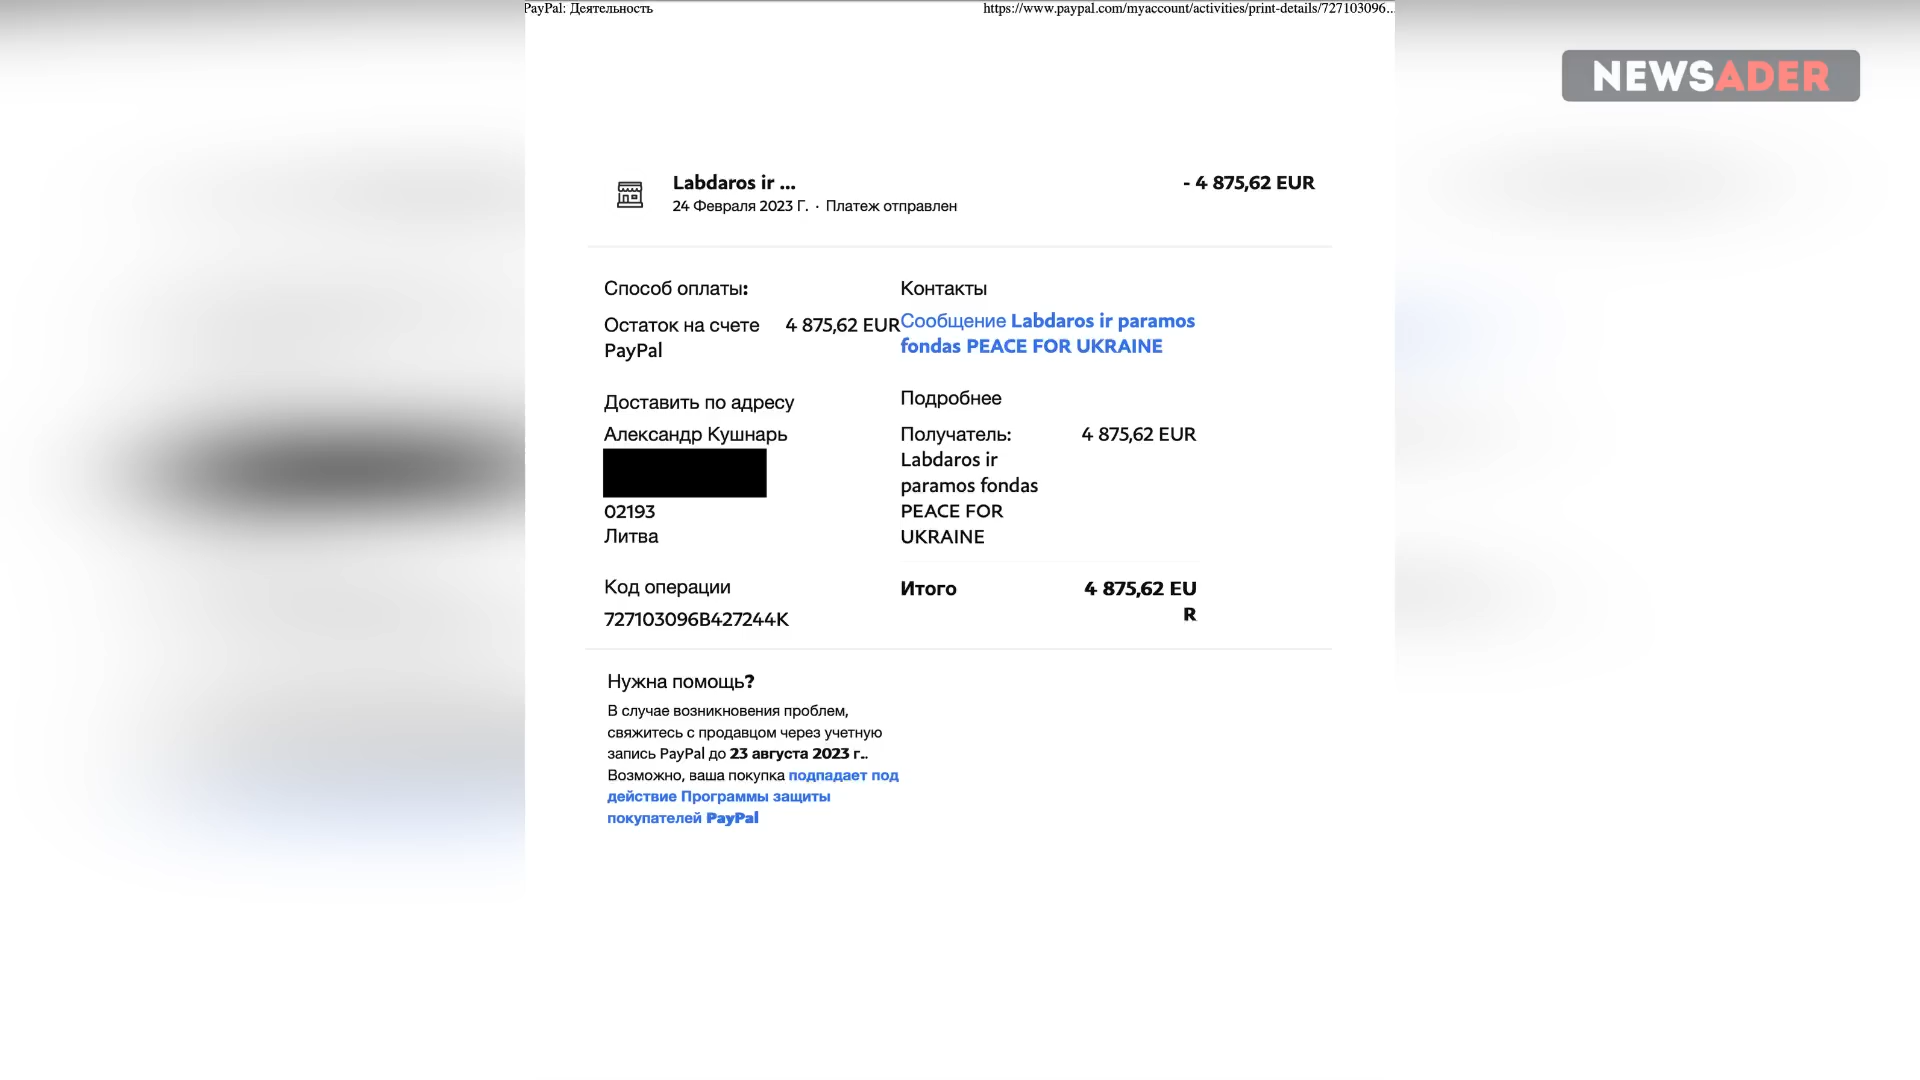 PayPal: Деятельность
https://www.paypal.com/myaccount/activities/print-details/727103096...
NEWSADER
Labdaros ir ...
- 4 875,62 EUR
24 Февраля 2023 Г. · Платеж отправлен
Способ оплаты:
Остаток на счете 4 875,62 EUR
PayPal
Доставить по адресу
Александр Кушнарь
02193
Литва
Код операции
727103096B427244K
Контакты
Сообщение Labdaros ir paramos
fondas PEACE FOR UKRAINE
Подробнее
Получатель: 4 875,62 EUR
Labdaros ir
paramos fondas
PEACE FOR
UKRAINE
Итого 4 875,62 EU
R
Нужна помощь?
В случае возникновения проблем,
свяжитесь с продавцом через учетную
запись PayPal до 23 августа 2023 г..
Возможно, ваша покупка подпадает под
действие Программы защиты
покупателей PayPal